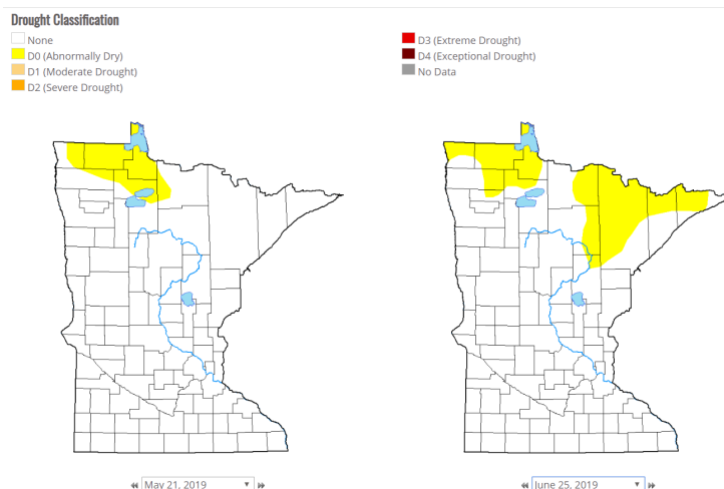 Drought Classification
None
D0 (Abnormally Dry)
D1 (Moderate Drought)
D2 (Severe Drought)
D3 (Extreme Drought)
D4 (Exceptional Drought)
No Data
May 21, 2019
June 25, 2019